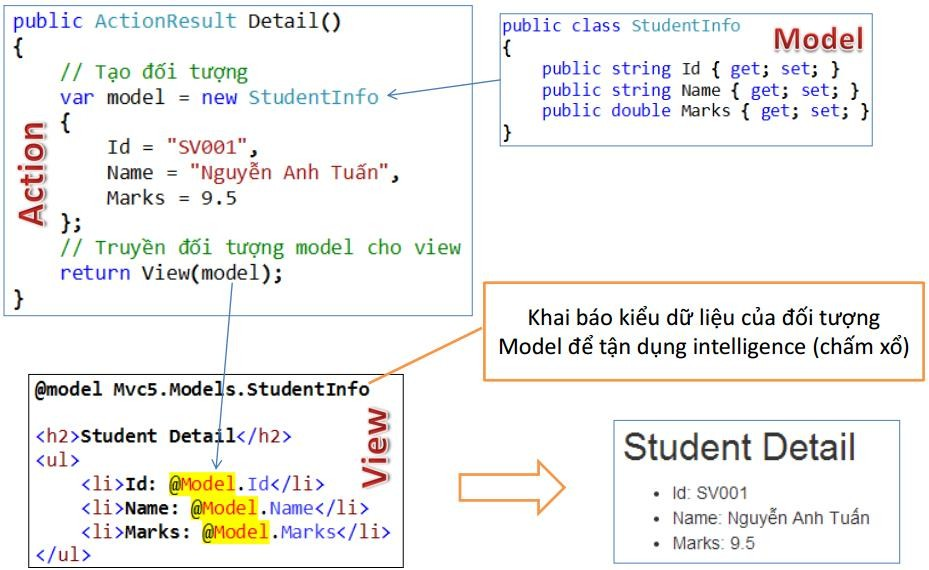 public ActionResult Detail()
{
// Tạo đối tượng
var model = new StudentInfo
{
Id = "SV001",
Name = "Nguyễn Anh Tuấn",
Marks = 9.5
};
// Truyền đối tượng model cho view
return View(model);
}
Action
public class StudentInfo
{
public string Id { get; set; }
public string Name { get; set; }
public double Marks { get; set; }
}
Model
Khai báo kiểu dữ liệu của đối tượng
Model để tận dụng intelligence (chấm xổ)
@model Mvc5.Models.StudentInfo
<h2>Student Detail</h2>
<ul>
<li>Id: @Model.Id</li>
<li>Name: @Model.Name</li>
<li>Marks: @Model.Marks</li>
</ul>
View
Student Detail
• Id: SV001
• Name: Nguyễn Anh Tuấn
• Marks: 9.5